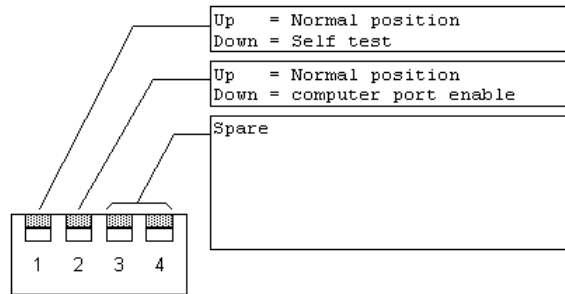 Up = Normal position
Down = Self test
Up = Normal position
Down = computer port enable
Spare
1 2 3 4